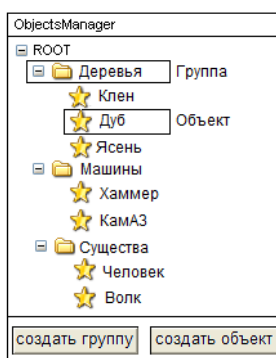 ObjectsManager
ROOT
Деревья Группа
Клен
Дуб Объект
Ясень
Машины
Хаммер
КамАЗ
Существа
Человек
Волк
создать группу создать объект